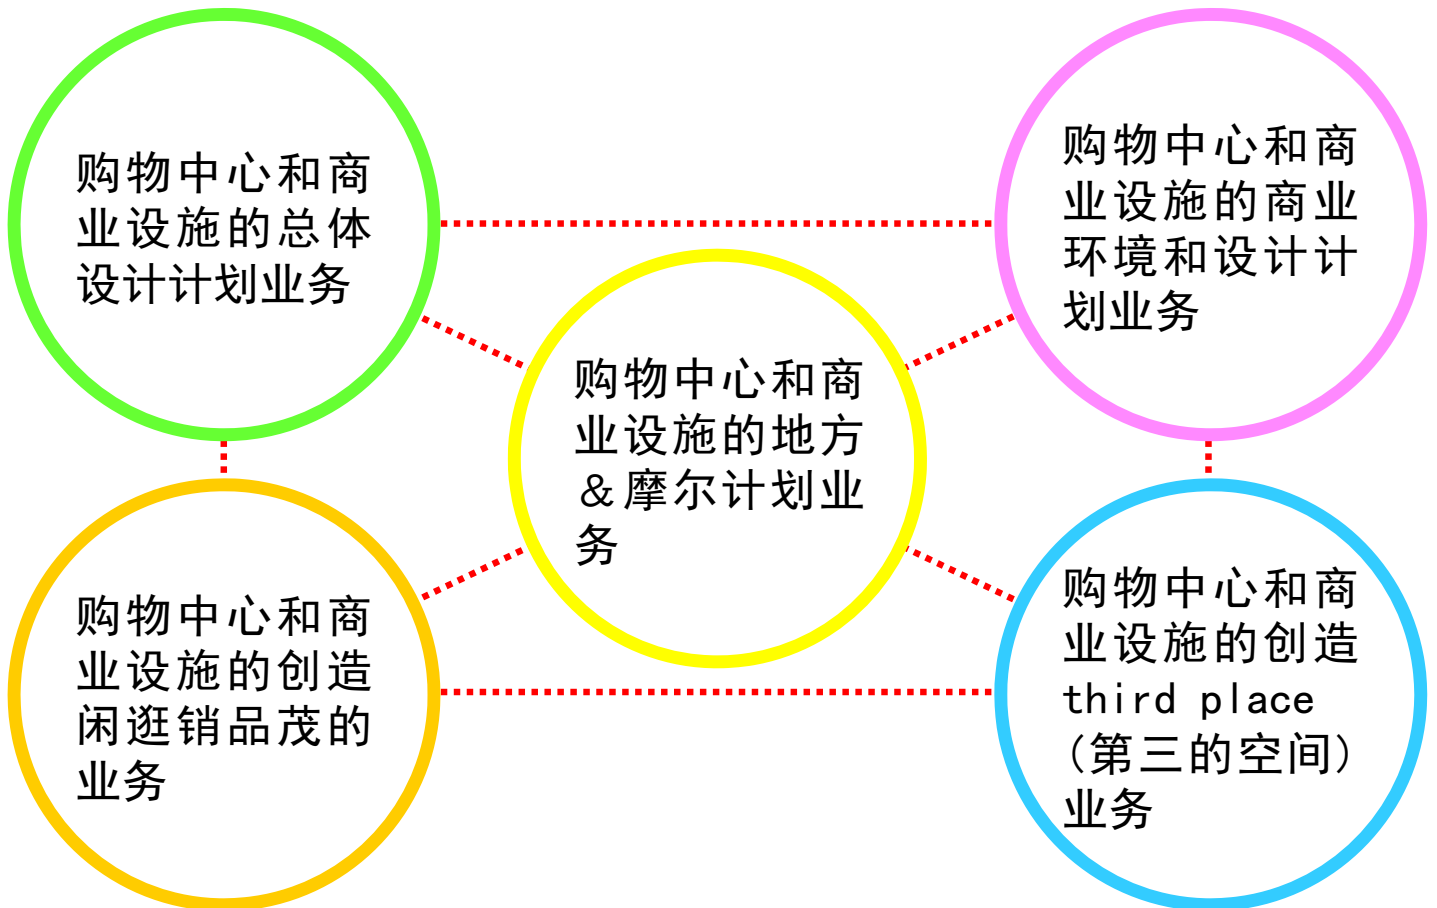 购物中心和商
业设施的总体
设计计划业务
购物中心和商
业设施的商业
环境和设计计
划业务
购物中心和商
业设施的地方
＆摩尔计划业
务
购物中心和商
业设施的创造
闲逛销品茂的
业务
购物中心和商
业设施的创造
third place
（第三的空间）
业务